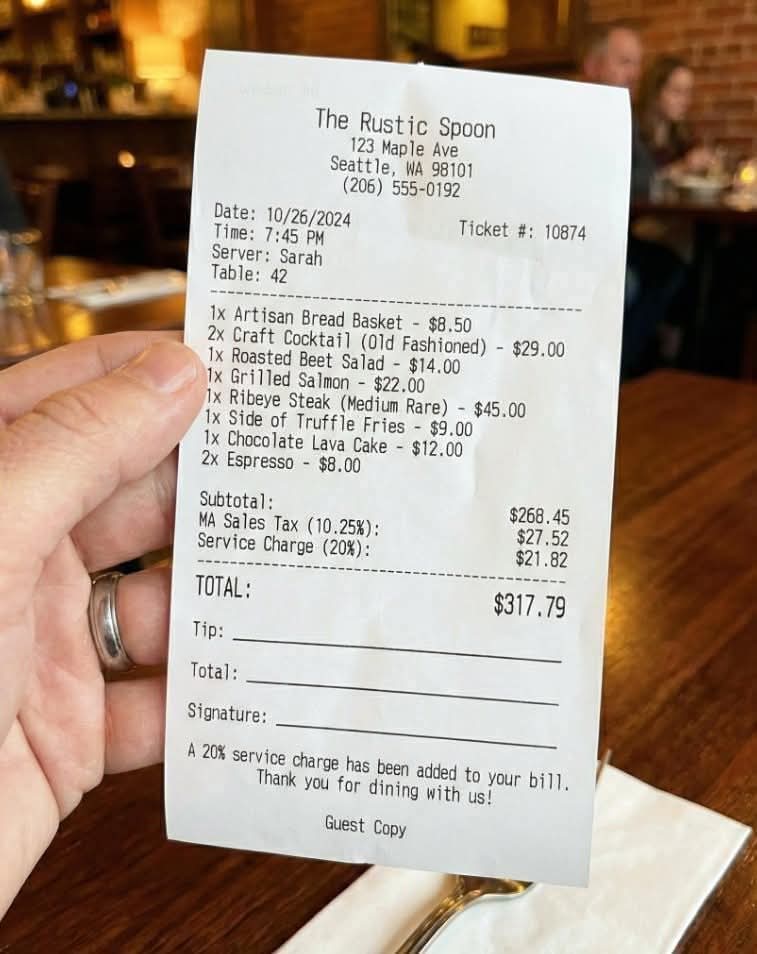 The Rustic Spoon
123 Maple Ave
Seattle, WA 98101
(206) 555-0192
Date: 10/26/2024 Ticket #: 10874
Time: 7:45 PM
Server: Sarah
Table: 42
1x Artisan Bread Basket - $8.50
2x Craft Cocktail (Old Fashioned) - $29.00
1x Roasted Beet Salad - $14.00
1x Grilled Salmon - $22.00
1x Ribeye Steak (Medium Rare) - $45.00
1x Side of Truffle Fries - $9.00
1x Chocolate Lava Cake - $12.00
2x Espresso - $8.00
Subtotal: $268.45
MA Sales Tax (10.25%): $27.52
Service Charge (20%): $21.82
TOTAL: $317.79
Tip:
Total:
Signature:
A 20% service charge has been added to your bill.
Thank you for dining with us!
Guest Copy